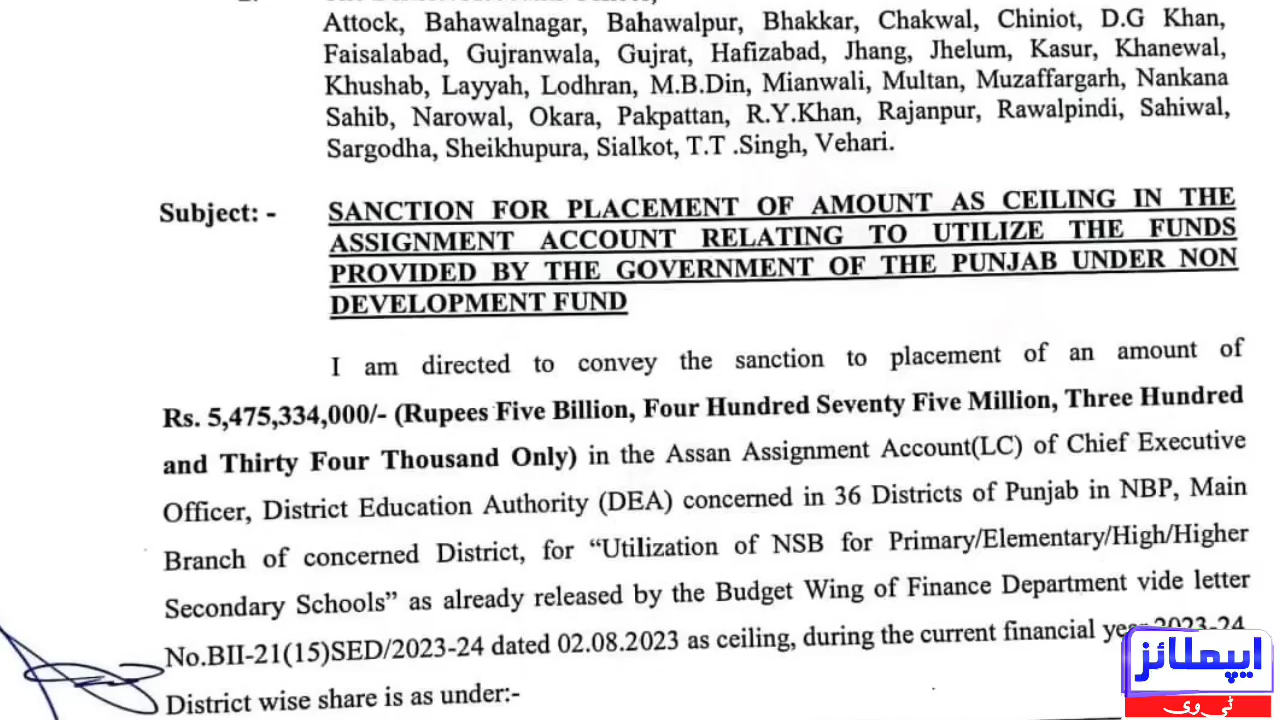 Attock, Bahawalnagar, Bahawalpur, Bhakkar, Chakwal, Chiniot, D.G Khan,
Faisalabad, Gujranwala, Gujrat, Hafizabad, Jhang, Jhelum, Kasur, Khanewal,
Khushab, Layyah, Lodhran, M.B.Din, Mianwali, Multan, Muzaffargarh, Nankana
Sahib, Narowal, Okara, Pakpattan, R.Y.Khan, Rajanpur, Rawalpindi, Sahiwal,
Sargodha, Sheikhupura, Sialkot, T.T .Singh, Vehari.
Subject: - SANCTION FOR PLACEMENT OF AMOUNT AS CEILING IN THE
ASSIGNMENT ACCOUNT RELATING TO UTILIZE THE FUNDS
PROVIDED BY THE GOVERNMENT OF THE PUNJAB UNDER NON
DEVELOPMENT FUND
I am directed to convey the sanction to placement of an amount of
Rs. 5,475,334,000/- (Rupees Five Billion, Four Hundred Seventy Five Million, Three Hundred
and Thirty Four Thousand Only) in the Assan Assignment Account(LC) of Chief Executive
Officer, District Education Authority (DEA) concerned in 36 Districts of Punjab in NBP, Main
Branch of concerned District, for “Utilization of NSB for Primary/Elementary/High/Higher
Secondary Schools” as already released by the Budget Wing of Finance Department vide letter
No.BII-21(15)SED/2023-24 dated 02.08.2023 as ceiling, during the current financial year 2023-24
District wise share is as under:-
ایپملائز
ٹی وی